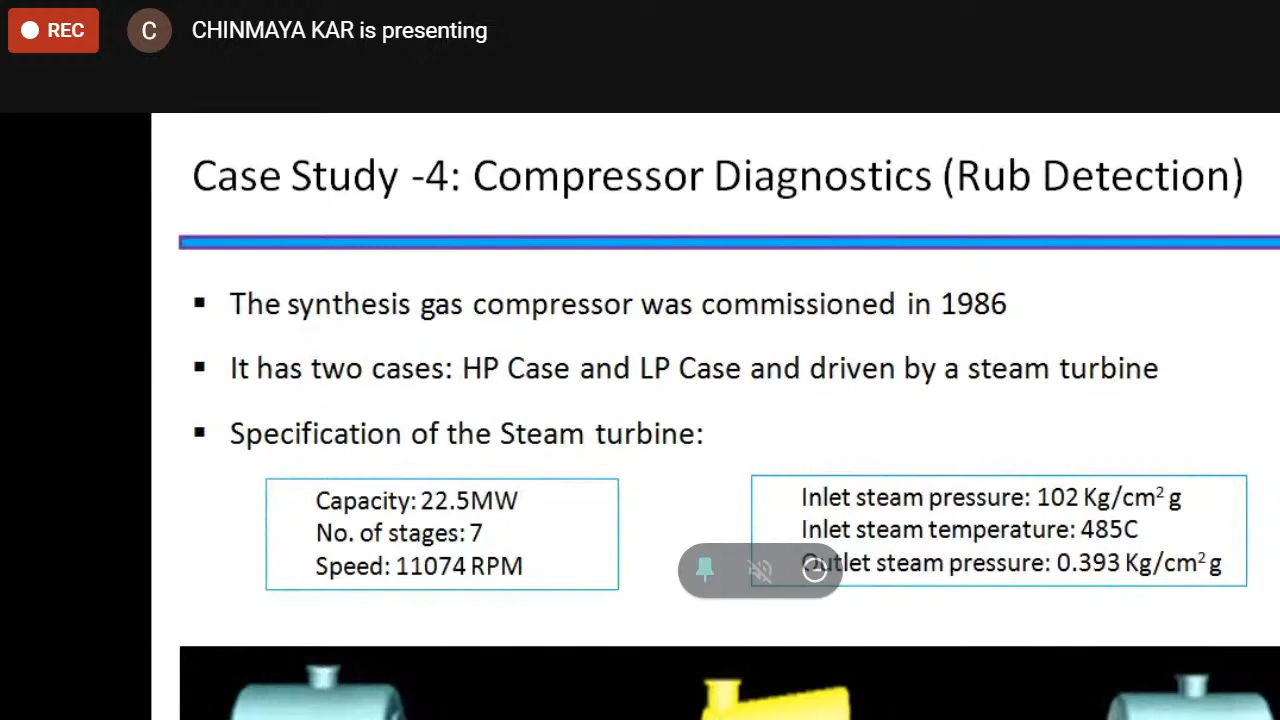 REC
C
CHINMAYA KAR is presenting
Case Study -4: Compressor Diagnostics (Rub Detection)
▪ The synthesis gas compressor was commissioned in 1986
▪ It has two cases: HP Case and LP Case and driven by a steam turbine
▪ Specification of the Steam turbine:
Capacity: 22.5MW
No. of stages: 7
Speed: 11074 RPM
Inlet steam pressure: 102 Kg/cm² g
Inlet steam temperature: 485C
Outlet steam pressure: 0.393 Kg/cm² g